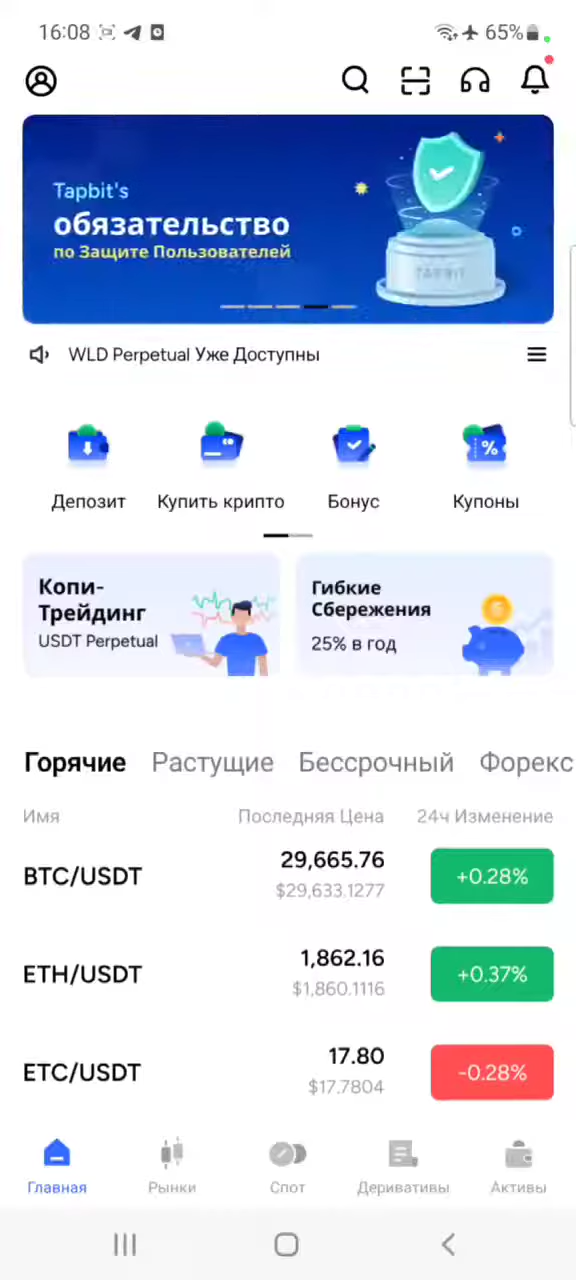 16:08
65%
Tapbit's
обязательство
по Защите Пользователей
TAPBIT
WLD Perpetual Уже Доступны
Депозит
Купить крипто
Бонус
Купоны
Копи-
Трейдинг
USDT Perpetual
Гибкие
Сбережения
25% в год
Горячие Растущие Бессрочный Форекс
Имя Последняя Цена 24ч Изменение
BTC/USDT 29,665.76 +0.28%
$29,633.1277
ETH/USDT 1,862.16 +0.37%
$1,860.1116
ETC/USDT 17.80 -0.28%
$17.7804
Главная Рынки Спот Деривативы Активы